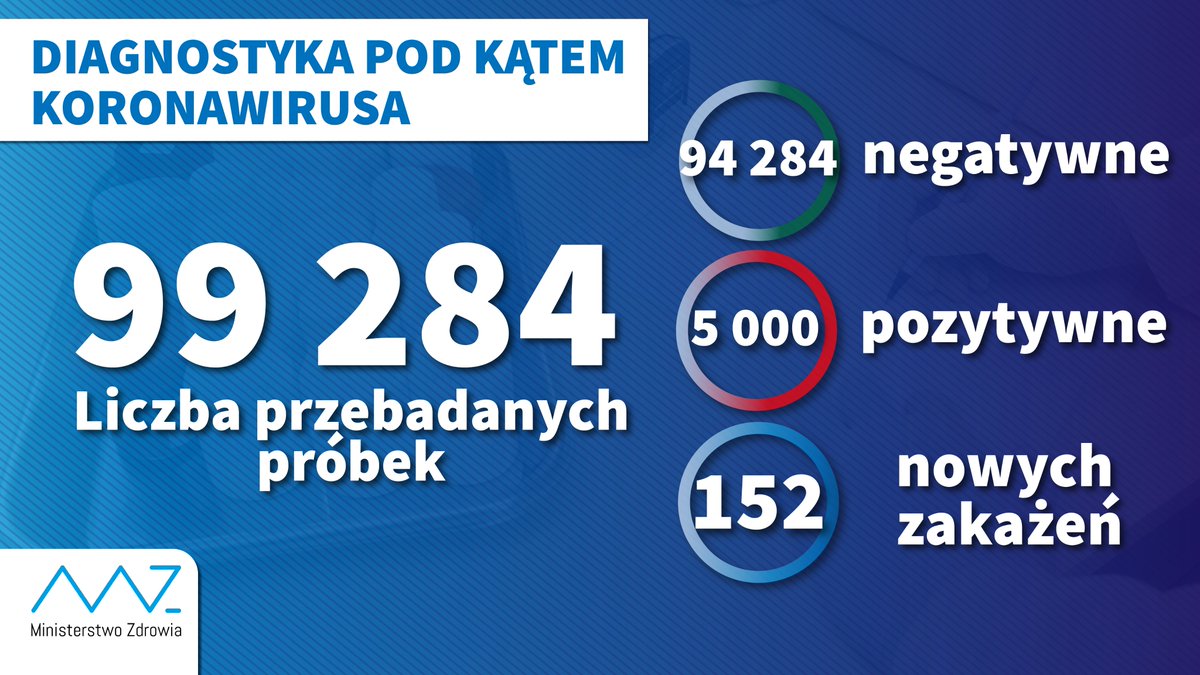 DIAGNOSTYKA POD KĄTEM
KORONAWIRUSA
99 284
Liczba przebadanych
próbek
94 284 negatywne
5 000 pozytywne
152 nowych
zakażeń
Ministerstwo Zdrowia